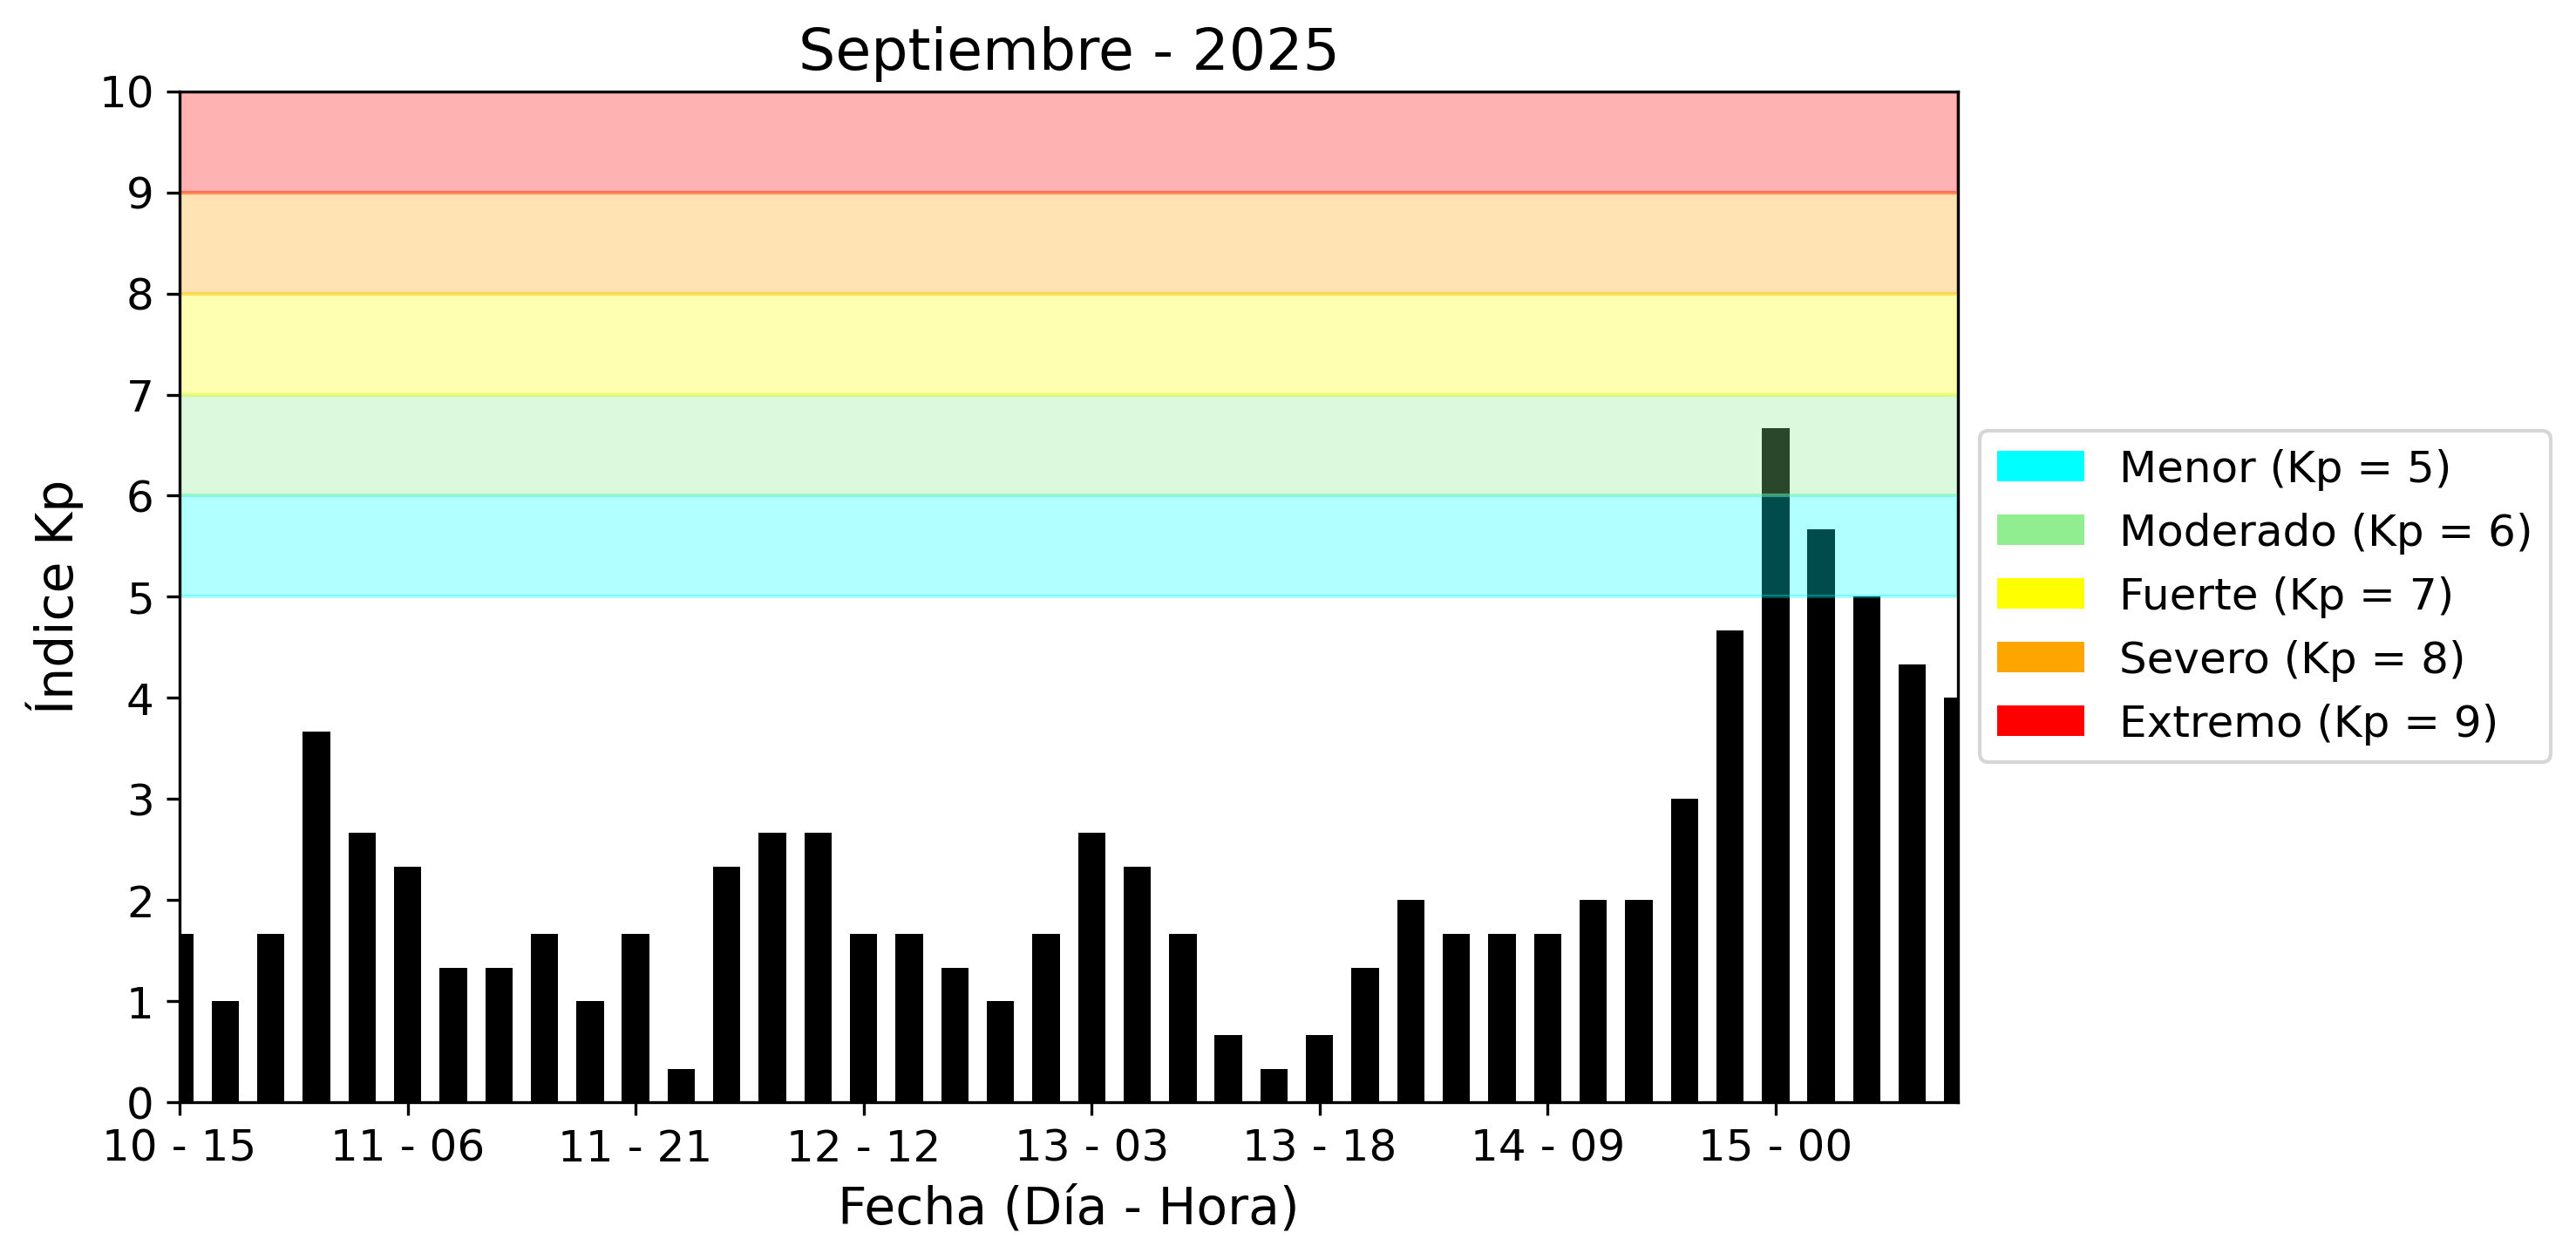 Septiembre - 2025
10
9
8
7
6
5
4
3
2
1
0
Índice Kp
10 - 15
11 - 06
11 - 21
12 - 12
13 - 03
13 - 18
14 - 09
15 - 00
Fecha (Día - Hora)
Menor (Kp = 5)
Moderado (Kp = 6)
Fuerte (Kp = 7)
Severo (Kp = 8)
Extremo (Kp = 9)